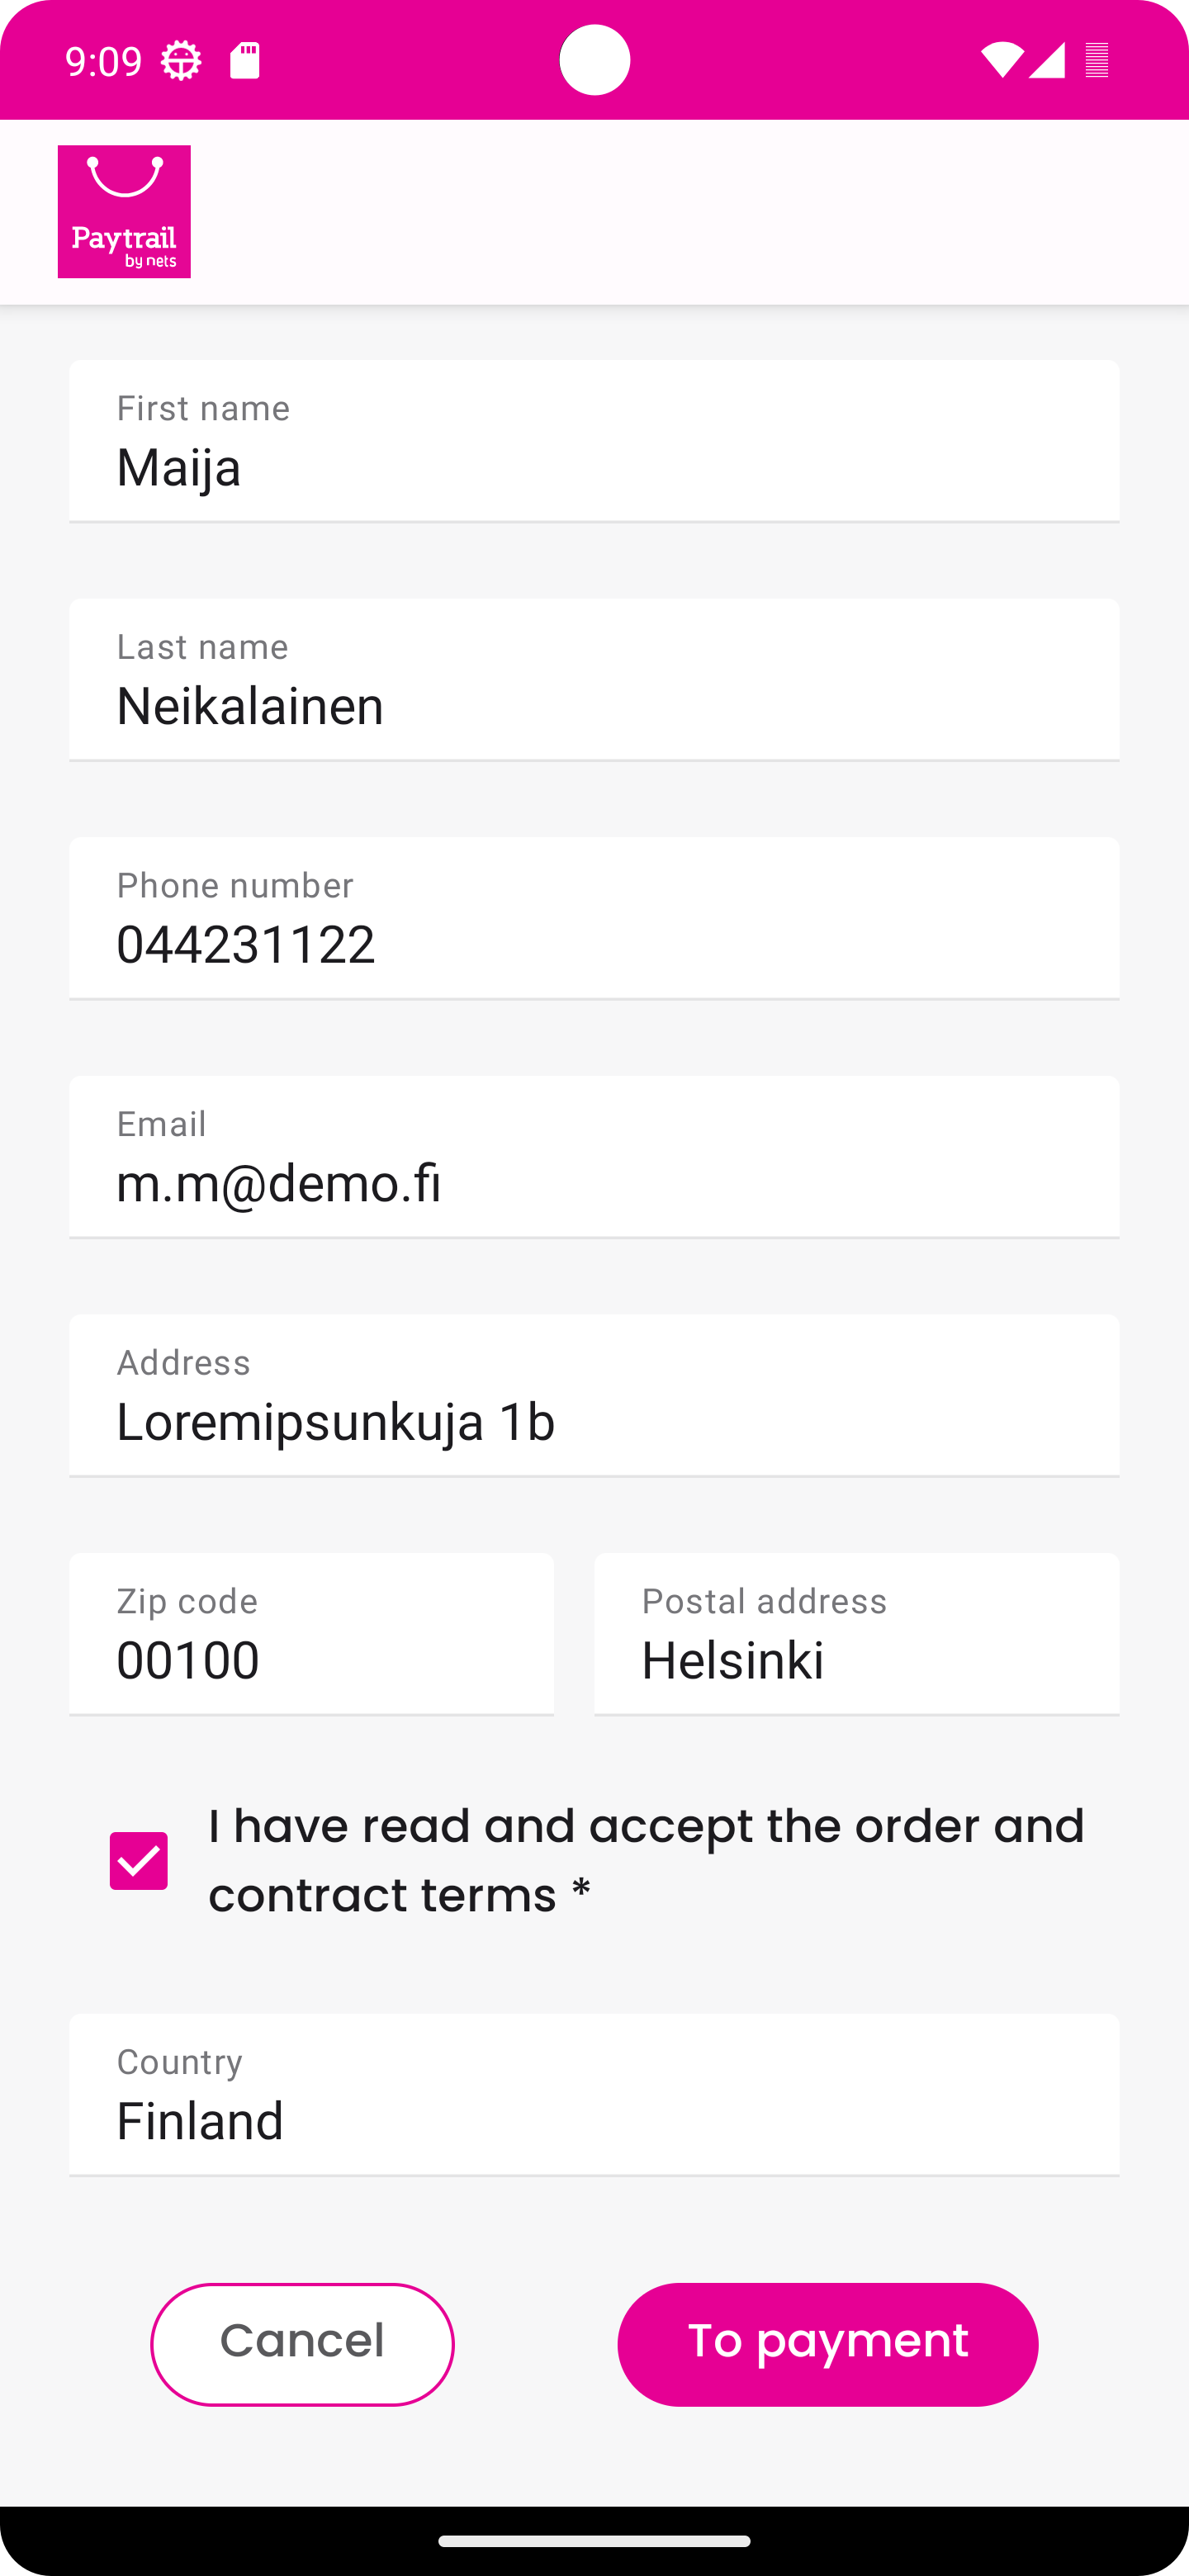 9:09
Paytrail
by nets
First name
Maija
Last name
Neikalainen
Phone number
044231122
Email
m.m@demo.fi
Address
Loremipsunkuja 1b
Zip code
00100
Postal address
Helsinki
I have read and accept the order and
contract terms *
Country
Finland
Cancel
To payment